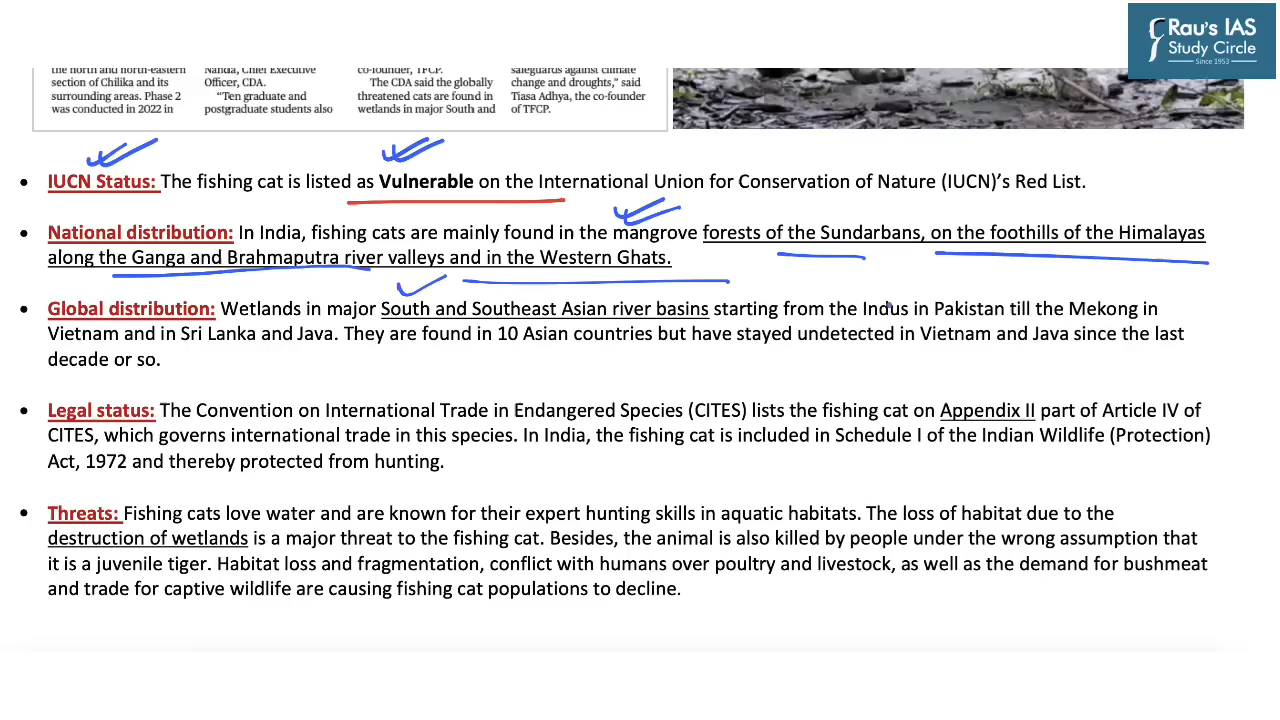 Rau's IAS
Study Circle
Since 1953
the north and north-eastern
section of Chilika and its
surrounding areas. Phase 2
was conducted in 2022 in
Nanda, Chief Executive
Officer, CDA.
"Ten graduate and
postgraduate students also
co-founder, TFCP.
The CDA said the globally
threatened cats are found in
wetlands in major South and
safeguards against climate
change and droughts," said
Tiasa Adhya, the co-founder
of TFCP.
• IUCN Status: The fishing cat is listed as Vulnerable on the International Union for Conservation of Nature (IUCN)'s Red List.
• National distribution: In India, fishing cats are mainly found in the mangrove forests of the Sundarbans, on the foothills of the Himalayas
along the Ganga and Brahmaputra river valleys and in the Western Ghats.
• Global distribution: Wetlands in major South and Southeast Asian river basins starting from the Indus in Pakistan till the Mekong in
Vietnam and in Sri Lanka and Java. They are found in 10 Asian countries but have stayed undetected in Vietnam and Java since the last
decade or so.
• Legal status: The Convention on International Trade in Endangered Species (CITES) lists the fishing cat on Appendix II part of Article IV of
CITES, which governs international trade in this species. In India, the fishing cat is included in Schedule I of the Indian Wildlife (Protection)
Act, 1972 and thereby protected from hunting.
• Threats: Fishing cats love water and are known for their expert hunting skills in aquatic habitats. The loss of habitat due to the
destruction of wetlands is a major threat to the fishing cat. Besides, the animal is also killed by people under the wrong assumption that
it is a juvenile tiger. Habitat loss and fragmentation, conflict with humans over poultry and livestock, as well as the demand for bushmeat
and trade for captive wildlife are causing fishing cat populations to decline.